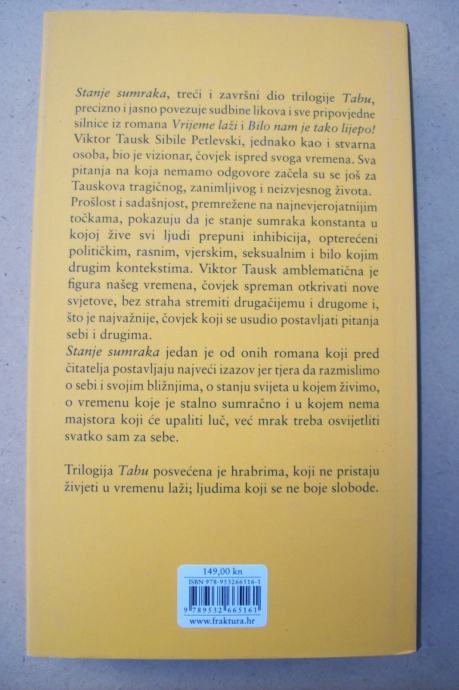 Stanje sumraka, treći i završni dio trilogije Tabu,
precizno i jasno povezuje sudbine likova i sve pripovjedne
silnice iz romana Vrijeme laži i Bilo nam je tako lijepo!
Viktor Tausk Sibile Petlevski, jednako kao i stvarna
osoba, bio je vizionar, čovjek ispred svoga vremena. Sva
pitanja na koja nemamo odgovore začela su se još za
Tauskova tragičnog, zanimljivog i neizvjesnog života.
Prošlost i sadašnjost, premrežene na najnevjerojatnijim
točkama, pokazuju da je stanje sumraka konstanta u
kojoj žive svi ljudi prepuni inhibicija, opterećeni
političkim, rasnim, vjerskim, seksualnim i bilo kojim
drugim kontekstima. Viktor Tausk amblematična je
figura našeg vremena, čovjek spreman otkrivati nove
svjetove, bez straha stremiti drugačijemu i drugome i,
što je najvažnije, čovjek koji se usudio postavljati pitanja
sebi i drugima.
Stanje sumraka jedan je od onih romana koji pred
čitatelja postavljaju najveći izazov jer tjera da razmislimo
o sebi i svojim bližnjima, o stanju svijeta u kojem živimo,
o vremenu koje je stalno sumračno i u kojem nema
majstora koji će upaliti luč, već mrak treba osvijetliti
svatko sam za sebe.
Trilogija Tabu posvećena je hrabrima, koji ne pristaju
živjeti u vremenu laži; ljudima koji se ne boje slobode.
149,00 kn
ISBN 978-953266516-1
9 789532 665161
www.fraktura.hr